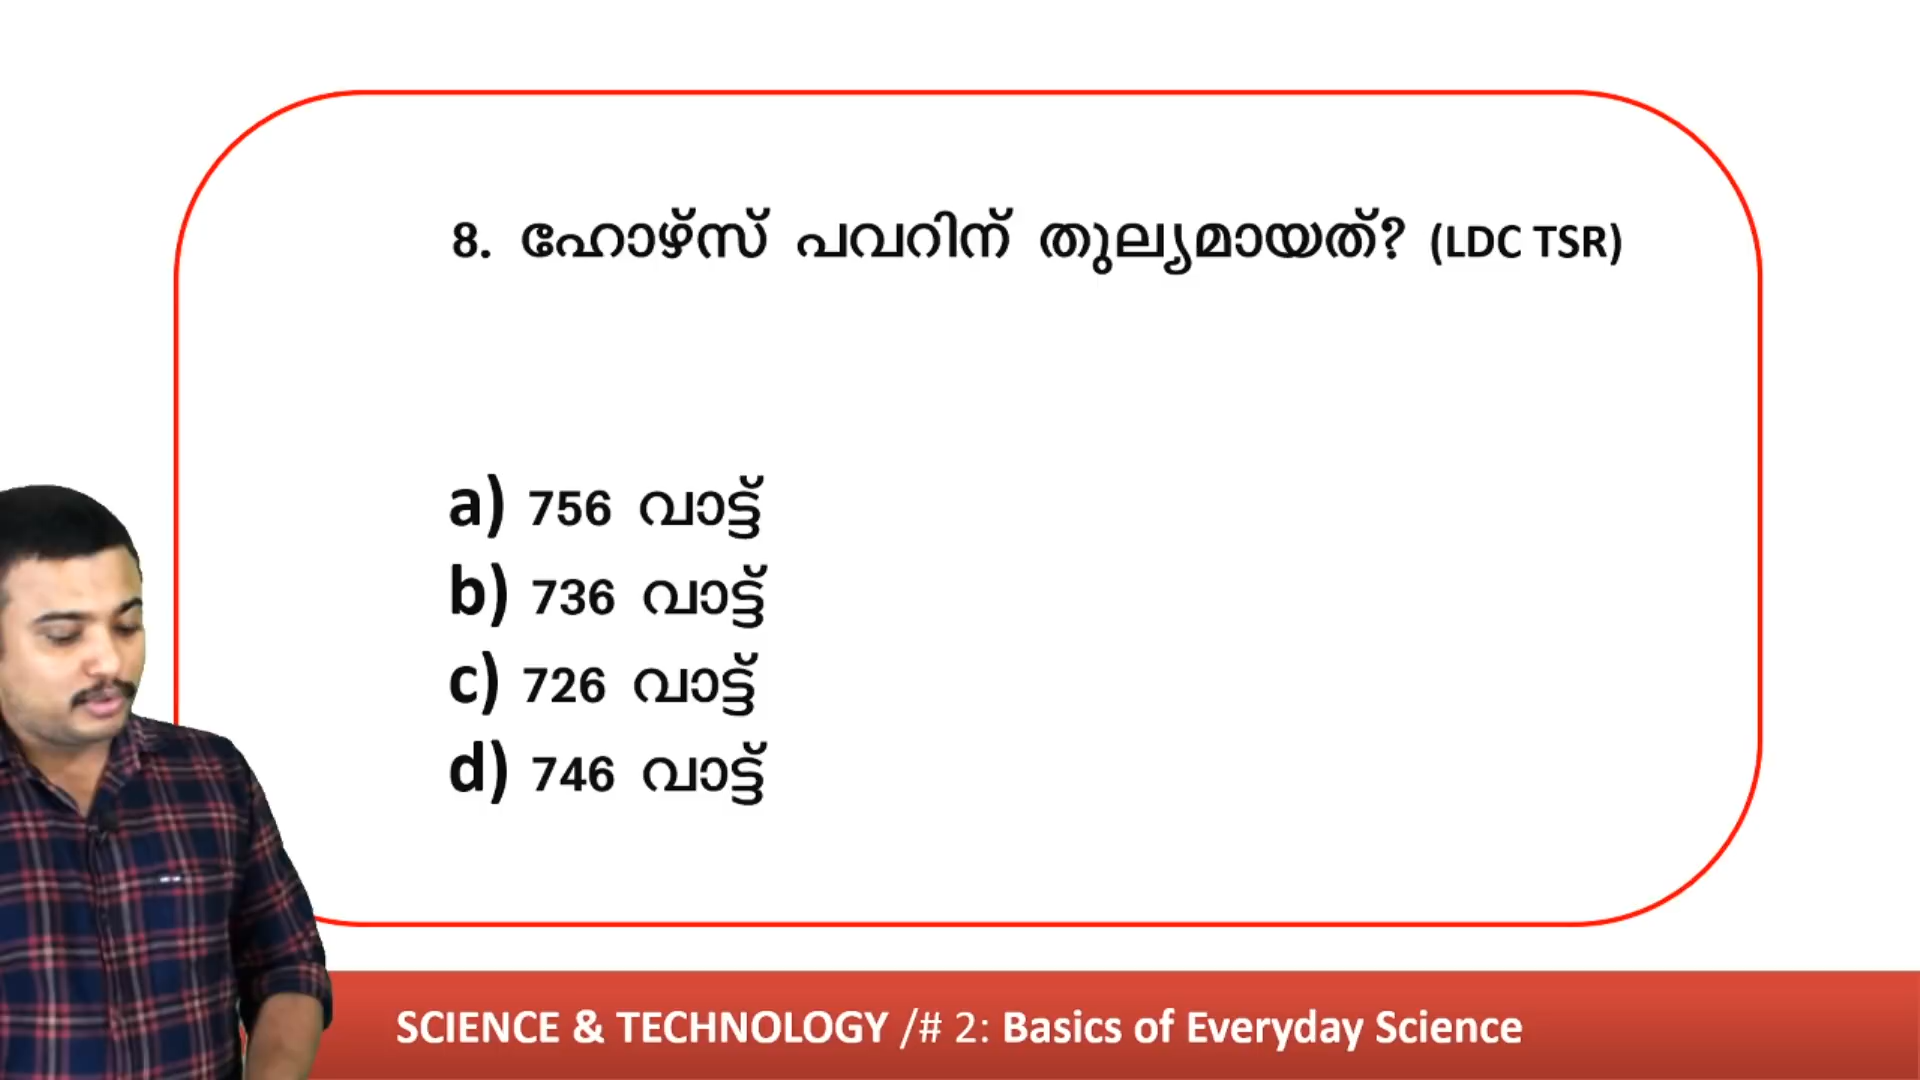 8. ഹോഴ്സ് പവറിന് തുല്യമായത്? (LDC TSR)
a) 756 വാട്ട്
b) 736 വാട്ട്
c) 726 വാട്ട്
d) 746 വാട്ട്
SCIENCE & TECHNOLOGY /# 2: Basics of Everyday Science